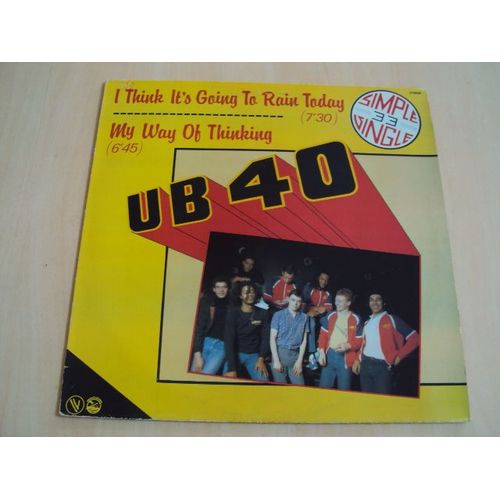 I Think It's Going To Rain Today
(7'30)
My Way Of Thinking
(6'45)
SIMPLE
33
SINGLE
UB 40